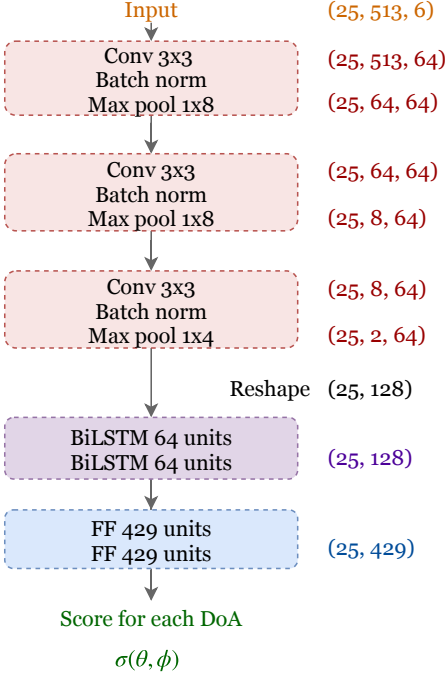 Input (25, 513, 6)
Conv 3x3 (25, 513, 64)
Batch norm
Max pool 1x8 (25, 64, 64)
Conv 3x3 (25, 64, 64)
Batch norm
Max pool 1x8 (25, 8, 64)
Conv 3x3 (25, 8, 64)
Batch norm
Max pool 1x4 (25, 2, 64)
Reshape (25, 128)
BiLSTM 64 units
BiLSTM 64 units (25, 128)
FF 429 units
FF 429 units (25, 429)
Score for each DoA
σ(θ, ϕ)